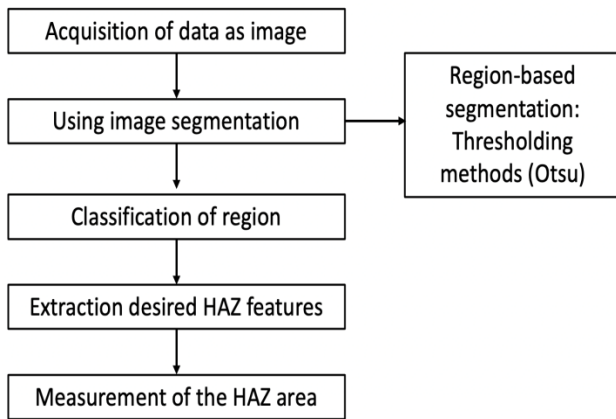 Acquisition of data as image
Using image segmentation
Region-based
segmentation:
Thresholding
methods (Otsu)
Classification of region
Extraction desired HAZ features
Measurement of the HAZ area